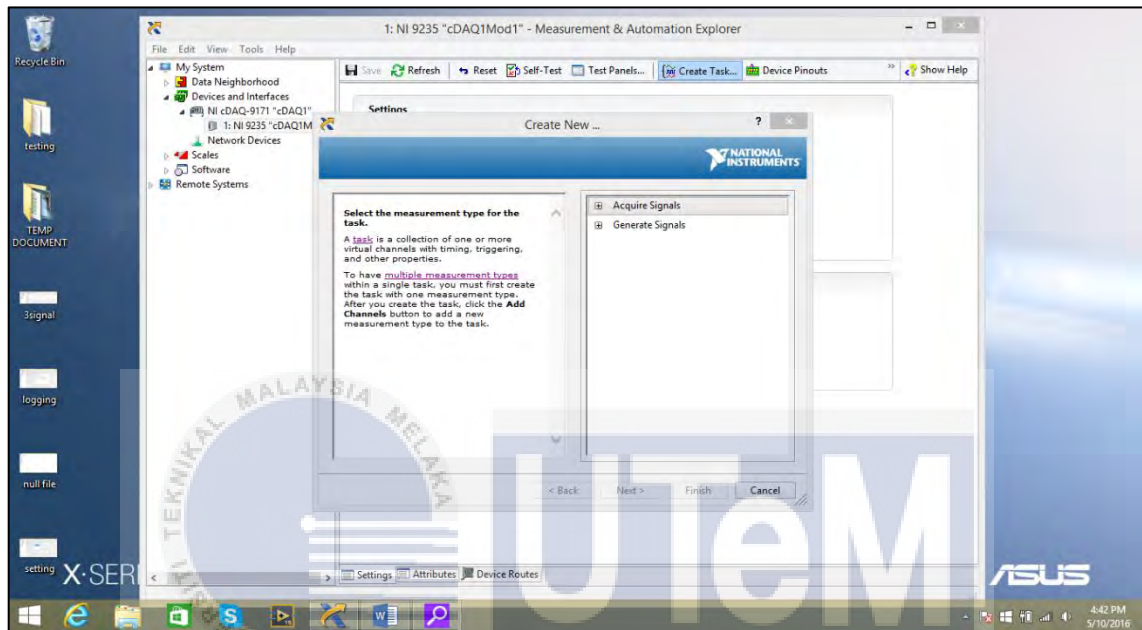 Recycle Bin
testing
TEMP
DOCUMENT
3signal
logging
null file
setting
1: NI 9235 "cDAQ1Mod1" - Measurement & Automation Explorer
File Edit View Tools Help
My System
Data Neighborhood
Devices and Interfaces
NI cDAQ-9171 "cDAQ1"
1: NI 9235 "cDAQ1M
Network Devices
Scales
Software
Remote Systems
Save Refresh Reset Self-Test Test Panels... Create Task... Device Pinouts » Show Help
Settings
Create New ... ?
NATIONAL
INSTRUMENTS
Select the measurement type for the
task.
A task is a collection of one or more
virtual channels with timing, triggering,
and other properties.
To have multiple measurement types
within a single task, you must first create
the task with one measurement type.
After you create the task, click the Add
Channels button to add a new
measurement type to the task.
Acquire Signals
Generate Signals
< Back Next > Finish Cancel
Settings Attributes Device Routes
TEKNIKAL MALAYSIA MELAKA
UTeM
X-SERI
ASUS
4:42 PM
5/10/2016